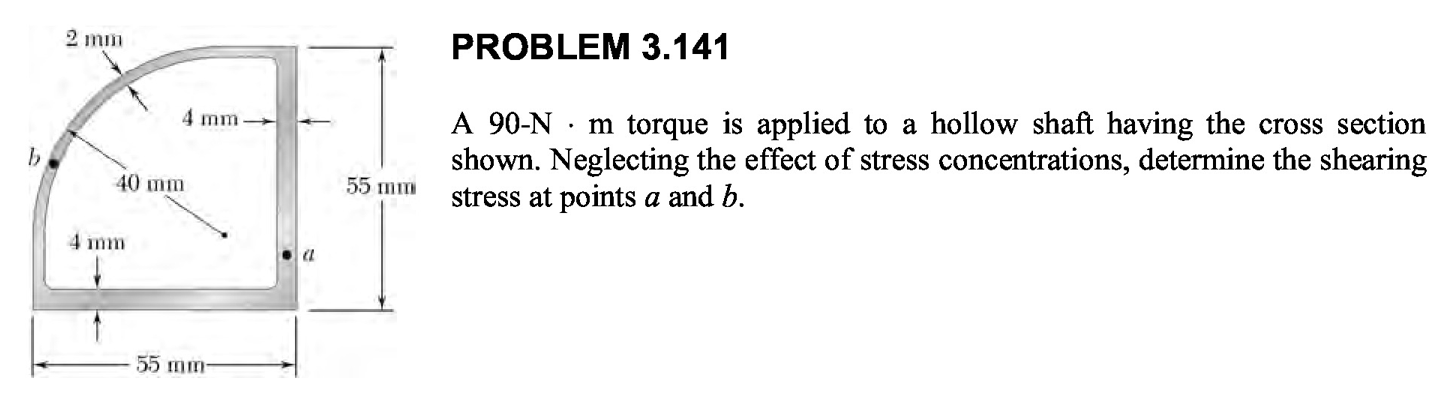 2 mm
PROBLEM 3.141
4 mm
A 90-N · m torque is applied to a hollow shaft having the cross section
shown. Neglecting the effect of stress concentrations, determine the shearing
stress at points a and b.
b
40 mm
55 mm
4 mm
a
55 mm